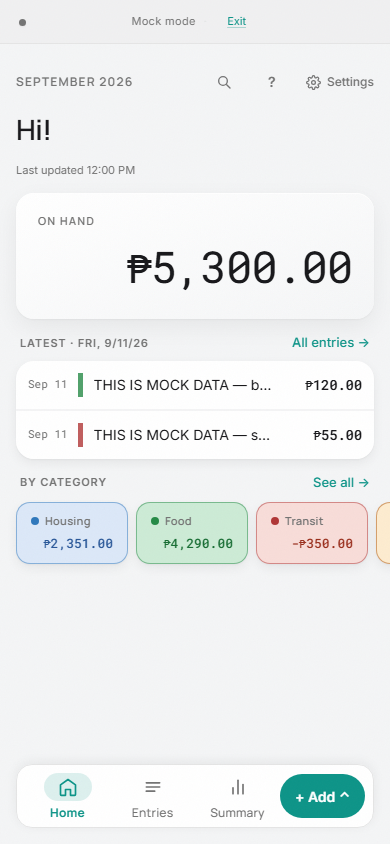 Mock mode Exit
SEPTEMBER 2026 ? Settings
Hi!
Last updated 12:00 PM
ON HAND
₱5,300.00
LATEST · FRI, 9/11/26 All entries →
Sep 11 THIS IS MOCK DATA — b... ₱120.00
Sep 11 THIS IS MOCK DATA — s... ₱55.00
BY CATEGORY See all →
Housing Food Transit
₱2,351.00 ₱4,290.00 -₱350.00
Home Entries Summary + Add ^